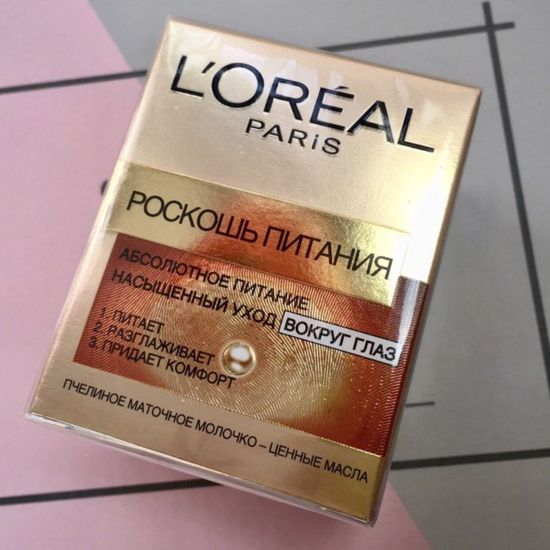 L'ORÉAL
PARiS
РОСКОШЬ ПИТАНИЯ
АБСОЛЮТНОЕ ПИТАНИЕ
НАСЫЩЕННЫЙ УХОД ВОКРУГ ГЛАЗ
1. ПИТАЕТ
2. РАЗГЛАЖИВАЕТ
3. ПРИДАЕТ КОМФОРТ
ПЧЕЛИНОЕ МАТОЧНОЕ МОЛОЧКО – ЦЕННЫЕ МАСЛА